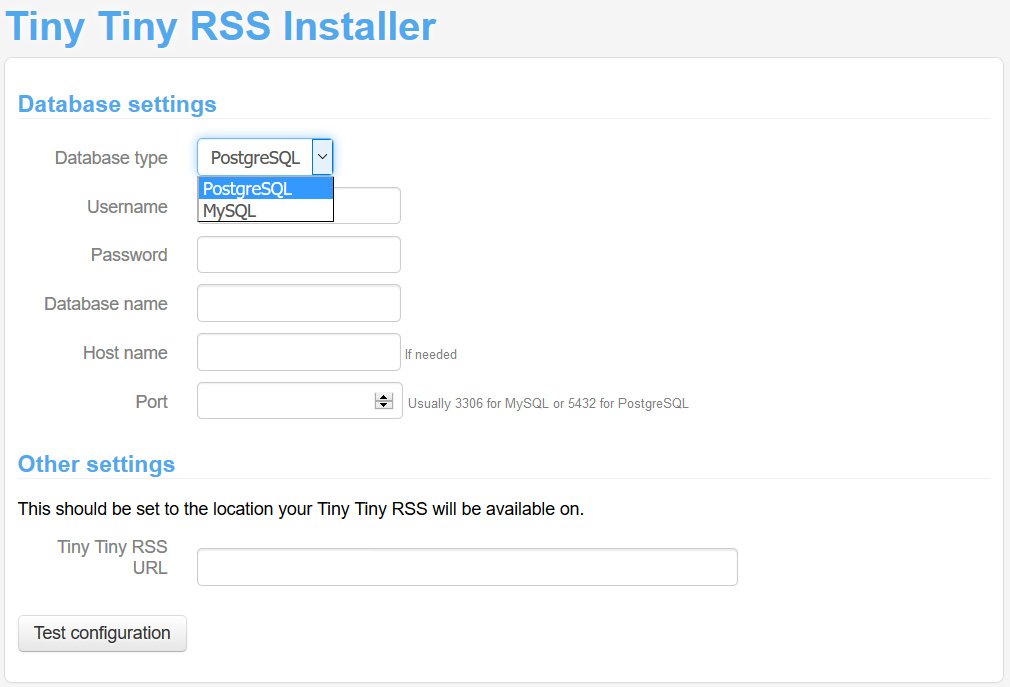 Tiny Tiny RSS Installer
Database settings
Database type
PostgreSQL
PostgreSQL
MySQL
Username
Password
Database name
Host name
If needed
Port
Usually 3306 for MySQL or 5432 for PostgreSQL
Other settings
This should be set to the location your Tiny Tiny RSS will be available on.
Tiny Tiny RSS
URL
Test configuration